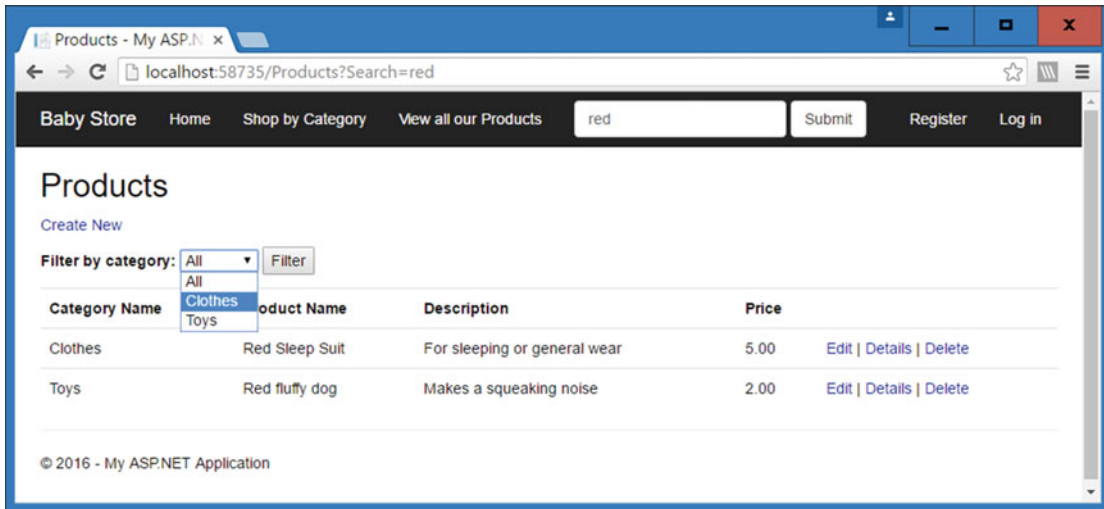 Products - My ASP.N
localhost:58735/Products?Search=red
Baby Store Home Shop by Category View all our Products red Submit Register Log in
Products
Create New
Filter by category: All Filter
All
Clothes
Toys
Category Name oduct Name Description Price
Clothes Red Sleep Suit For sleeping or general wear 5.00 Edit | Details | Delete
Toys Red fluffy dog Makes a squeaking noise 2.00 Edit | Details | Delete
© 2016 - My ASP.NET Application